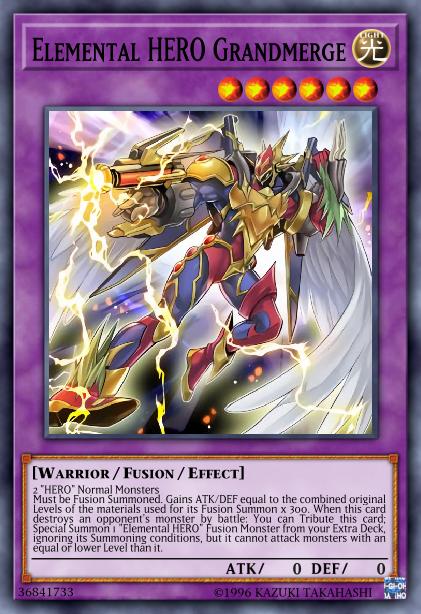 ELEMENTAL HERO GRANDMERGE
LIGHT
光
[WARRIOR / FUSION / EFFECT]
2 "HERO" Normal Monsters
Must be Fusion Summoned. Gains ATK/DEF equal to the combined original
Levels of the materials used for its Fusion Summon x 300. When this card
destroys an opponent's monster by battle: You can Tribute this card;
Special Summon 1 "Elemental HERO" Fusion Monster from your Extra Deck,
ignoring its Summoning conditions, but it cannot attack monsters with
an equal or lower Level than it.
ATK/ 0 DEF/ 0
36841733
©1996 KAZUKI TAKAHASHI